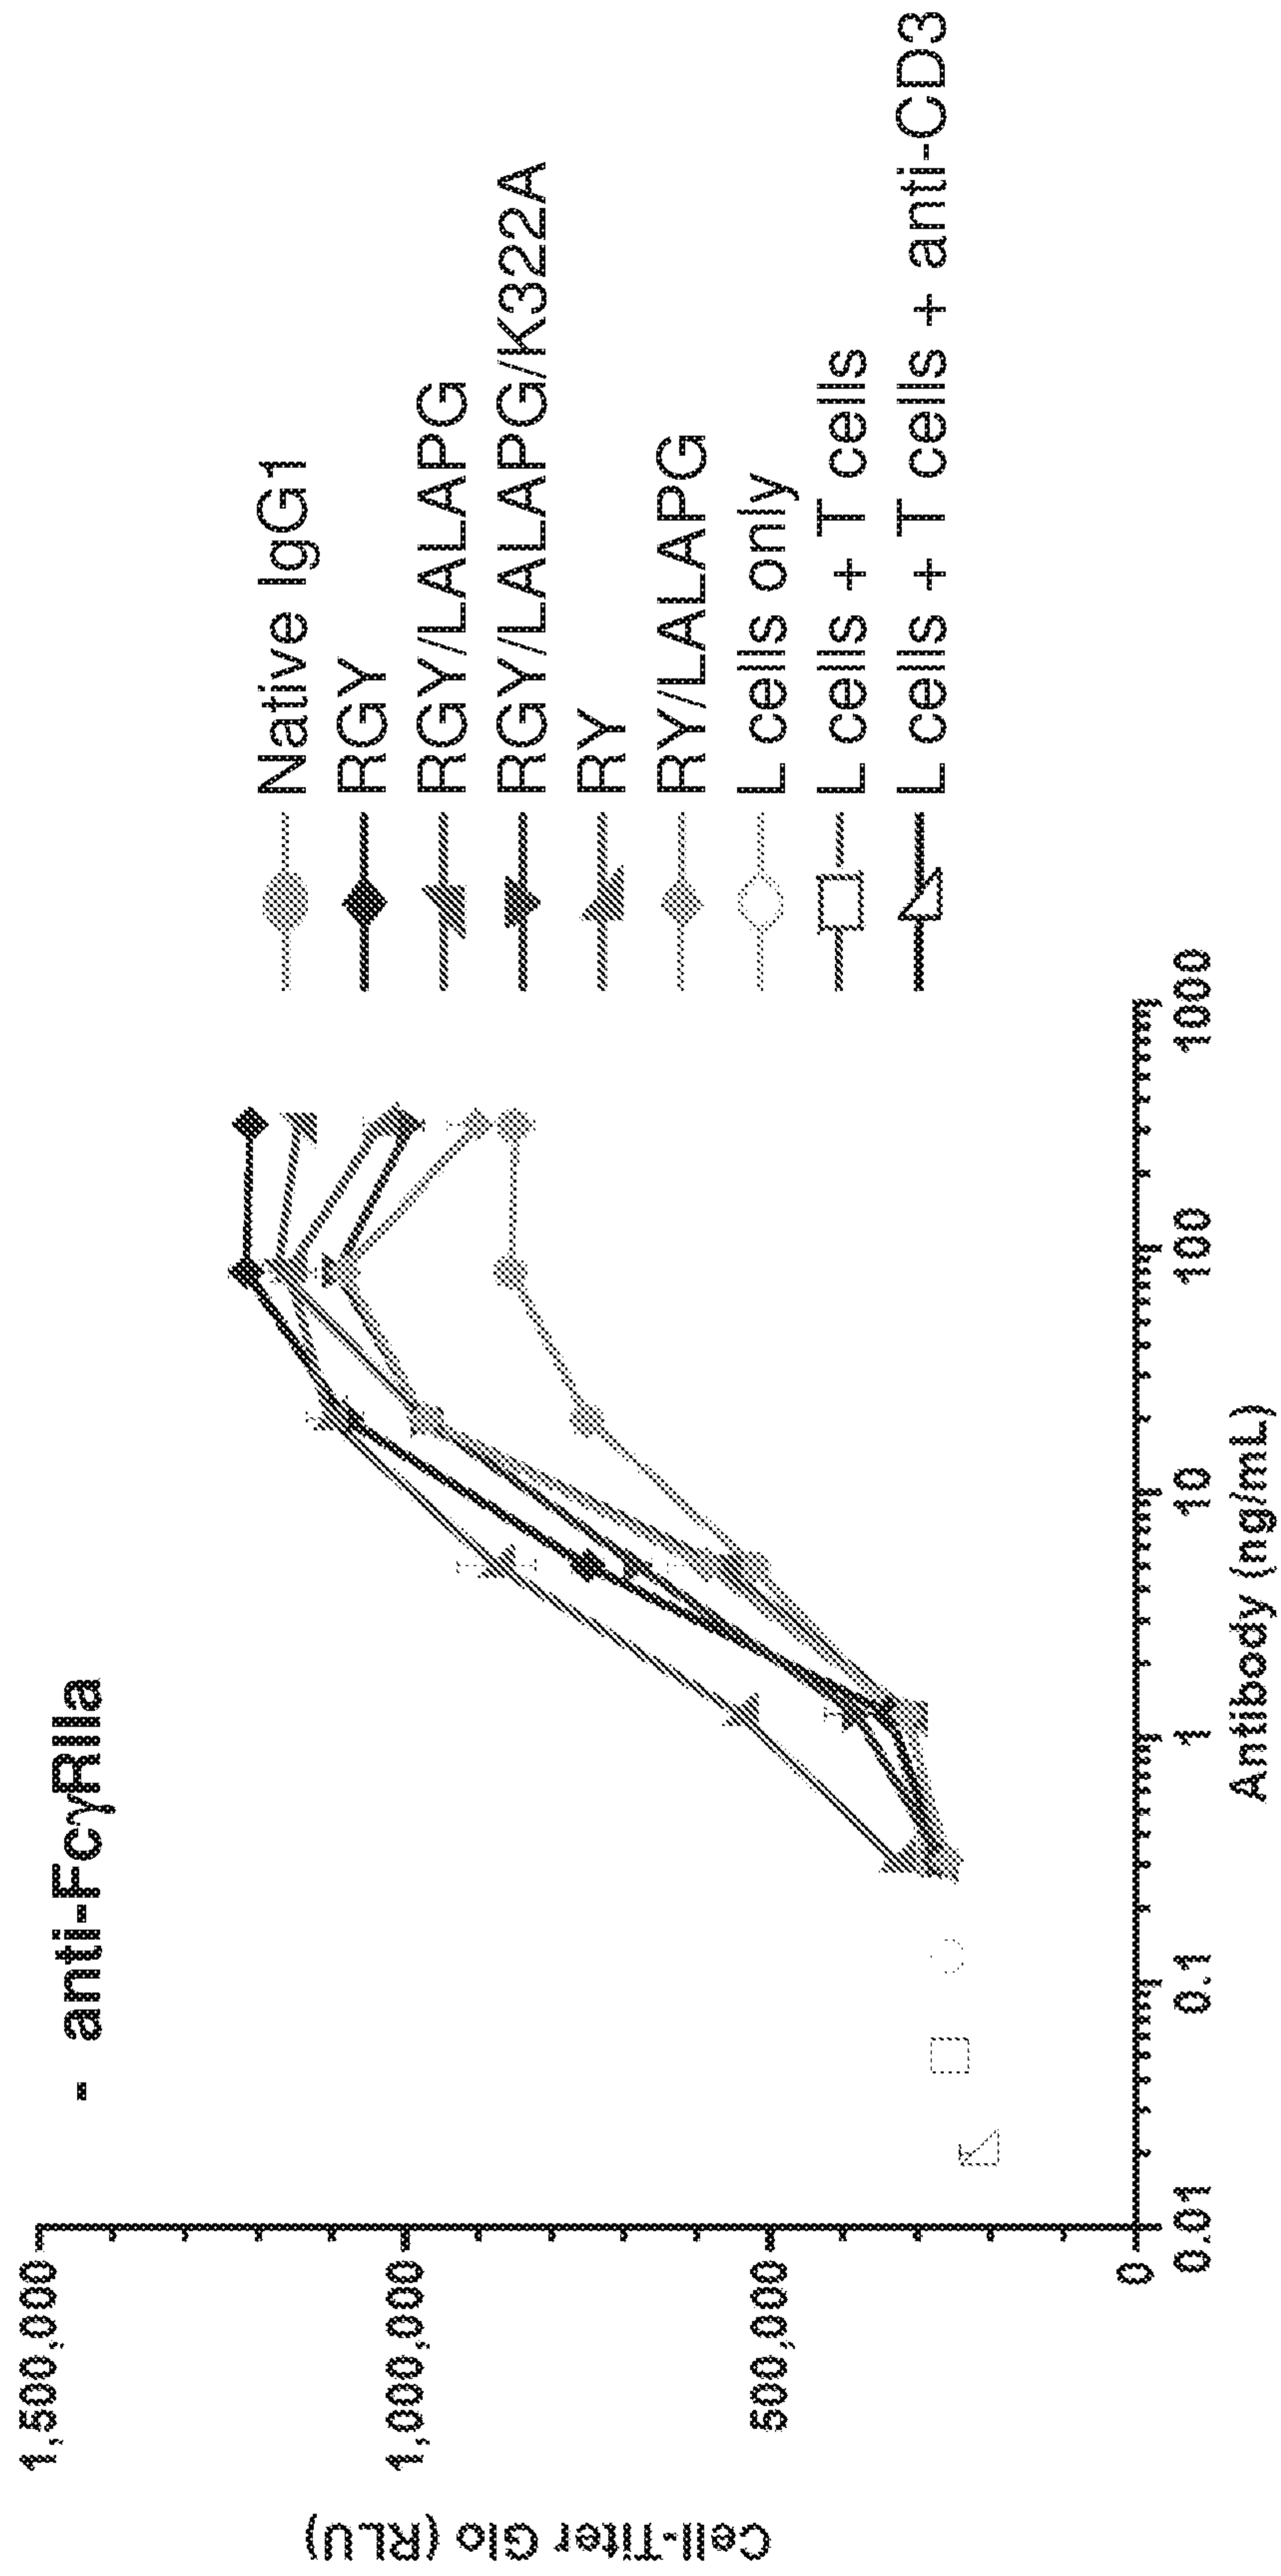 - anti-FcγRIIa
Cell-Titer Glo (RLU)
1,500,000
1,000,000
500,000
0
0.01
0.1
1
10
100
1000
Antibody (ng/mL)
Native IgG1
RGY
RGY/LALAPG
RGY/LALAPG/K322A
RY
RY/LALAPG
L cells only
L cells + T cells
L cells + T cells + anti-CD3